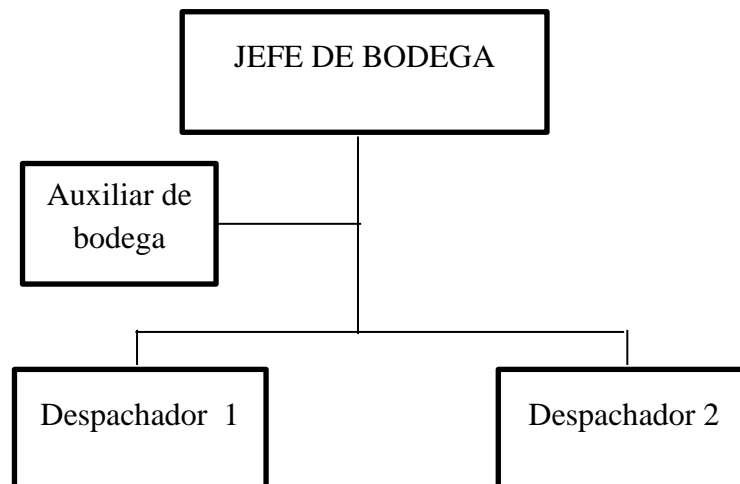 JEFE DE BODEGA
Auxiliar de
bodega
Despachador 1
Despachador 2